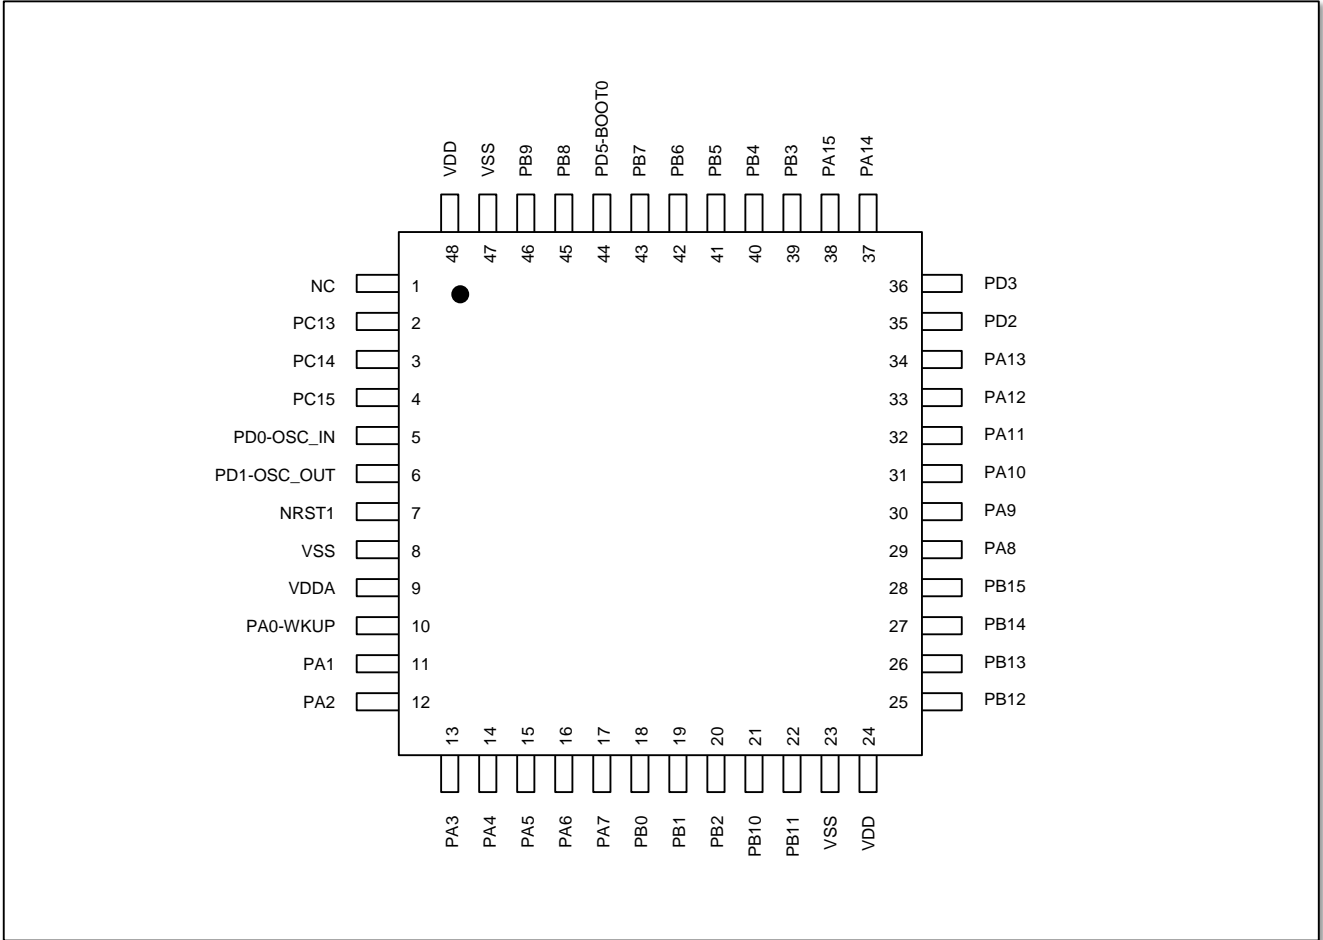 VDD VSS PB9 PB8 PD5-BOOT0 PB7 PB6 PB5 PB4 PB3 PA15 PA14
48 47 46 45 44 43 42 41 40 39 38 37
NC 1 36 PD3
PC13 2 35 PD2
PC14 3 34 PA13
PC15 4 33 PA12
PD0-OSC_IN 5 32 PA11
PD1-OSC_OUT 6 31 PA10
NRST1 7 30 PA9
VSS 8 29 PA8
VDDA 9 28 PB15
PA0-WKUP 10 27 PB14
PA1 11 26 PB13
PA2 12 25 PB12
13 14 15 16 17 18 19 20 21 22 23 24
PA3 PA4 PA5 PA6 PA7 PB0 PB1 PB2 PB10 PB11 VSS VDD